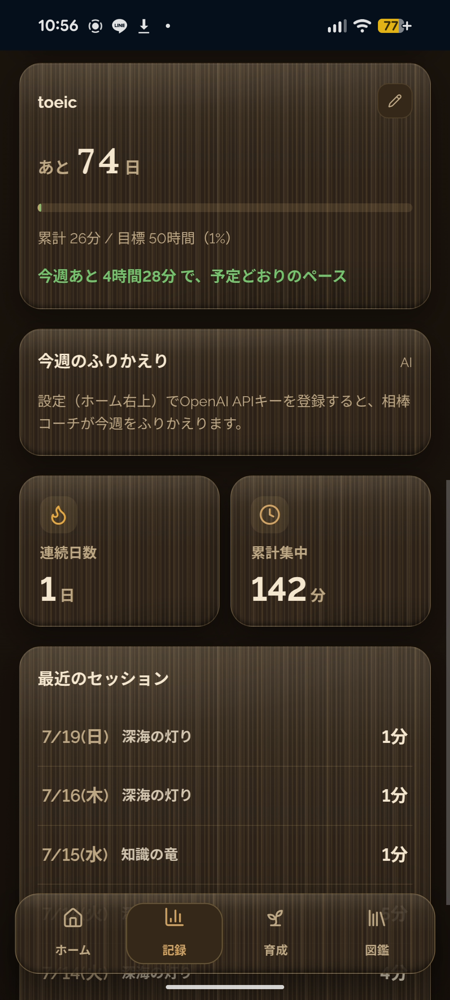 10:56
LINE
77
toeic
あと 74 日
累計 26分 / 目標 50時間（1%）
今週あと 4時間28分 で、予定どおりのペース
今週のふりかえり
AI
設定（ホーム右上）でOpenAI APIキーを登録すると、相棒
コーチが今週をふりかえります。
連続日数
1日
累計集中
142分
最近のセッション
7/19(日) 深海の灯り 1分
7/16(木) 深海の灯り 1分
7/15(水) 知識の竜 1分
5分
ホーム
記録
育成
図鑑
7/14(火) 深海の灯り 4分